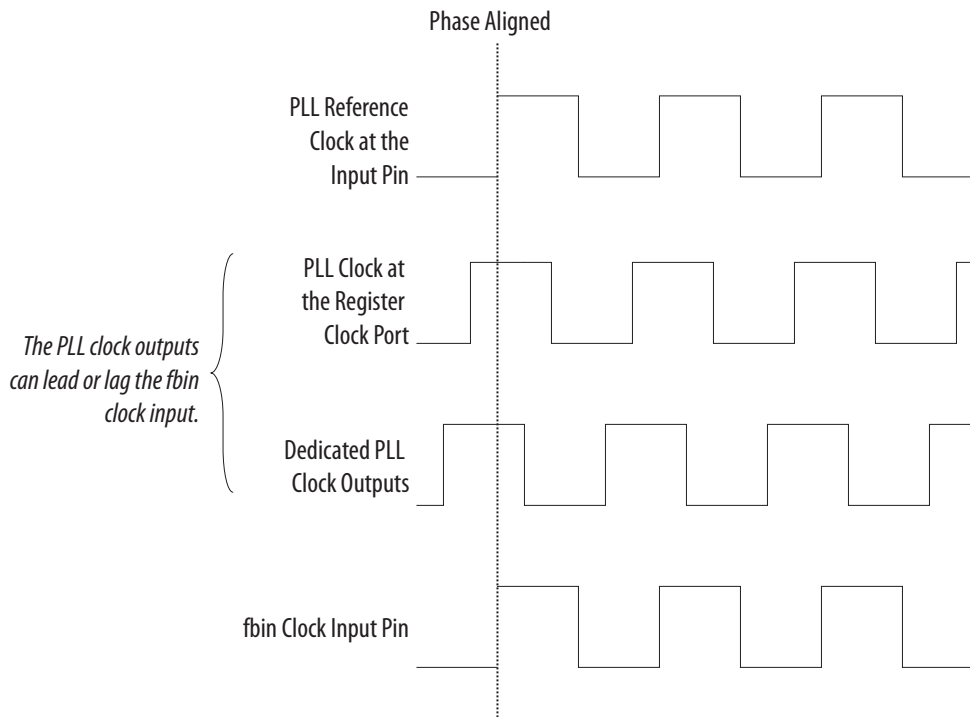 Phase Aligned
PLL Reference
Clock at the
Input Pin
PLL Clock at
the Register
Clock Port
The PLL clock outputs
can lead or lag the fbin
clock input.
Dedicated PLL
Clock Outputs
fbin Clock Input Pin